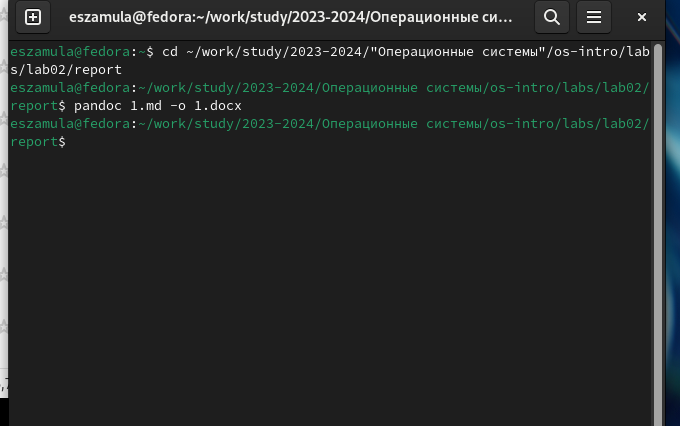 eszamula@fedora:~/work/study/2023-2024/Операционные си...
eszamula@fedora:~$ cd ~/work/study/2023-2024/"Операционные системы"/os-intro/lab
s/lab02/report
eszamula@fedora:~/work/study/2023-2024/Операционные системы/os-intro/labs/lab02/
report$ pandoc 1.md -o 1.docx
eszamula@fedora:~/work/study/2023-2024/Операционные системы/os-intro/labs/lab02/
report$